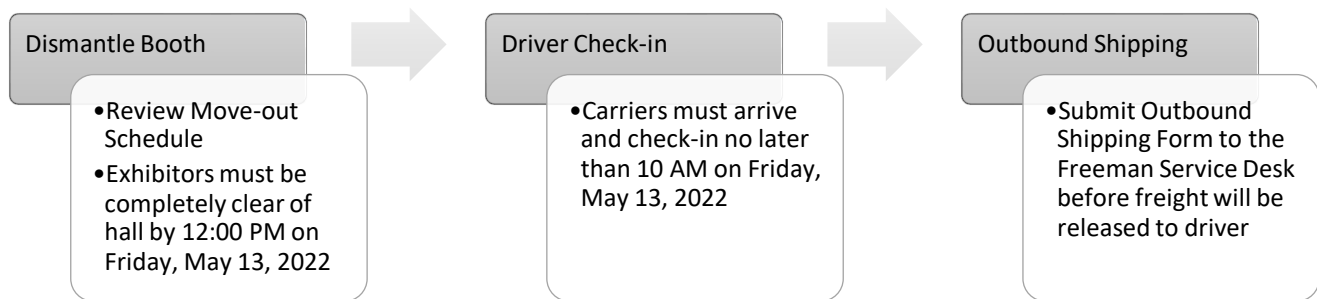 Dismantle Booth
•Review Move-out
Schedule
•Exhibitors must be
completely clear of
hall by 12:00 PM on
Friday, May 13, 2022
Driver Check-in
•Carriers must arrive
and check-in no later
than 10 AM on Friday,
May 13, 2022
Outbound Shipping
•Submit Outbound
Shipping Form to the
Freeman Service Desk
before freight will be
released to driver